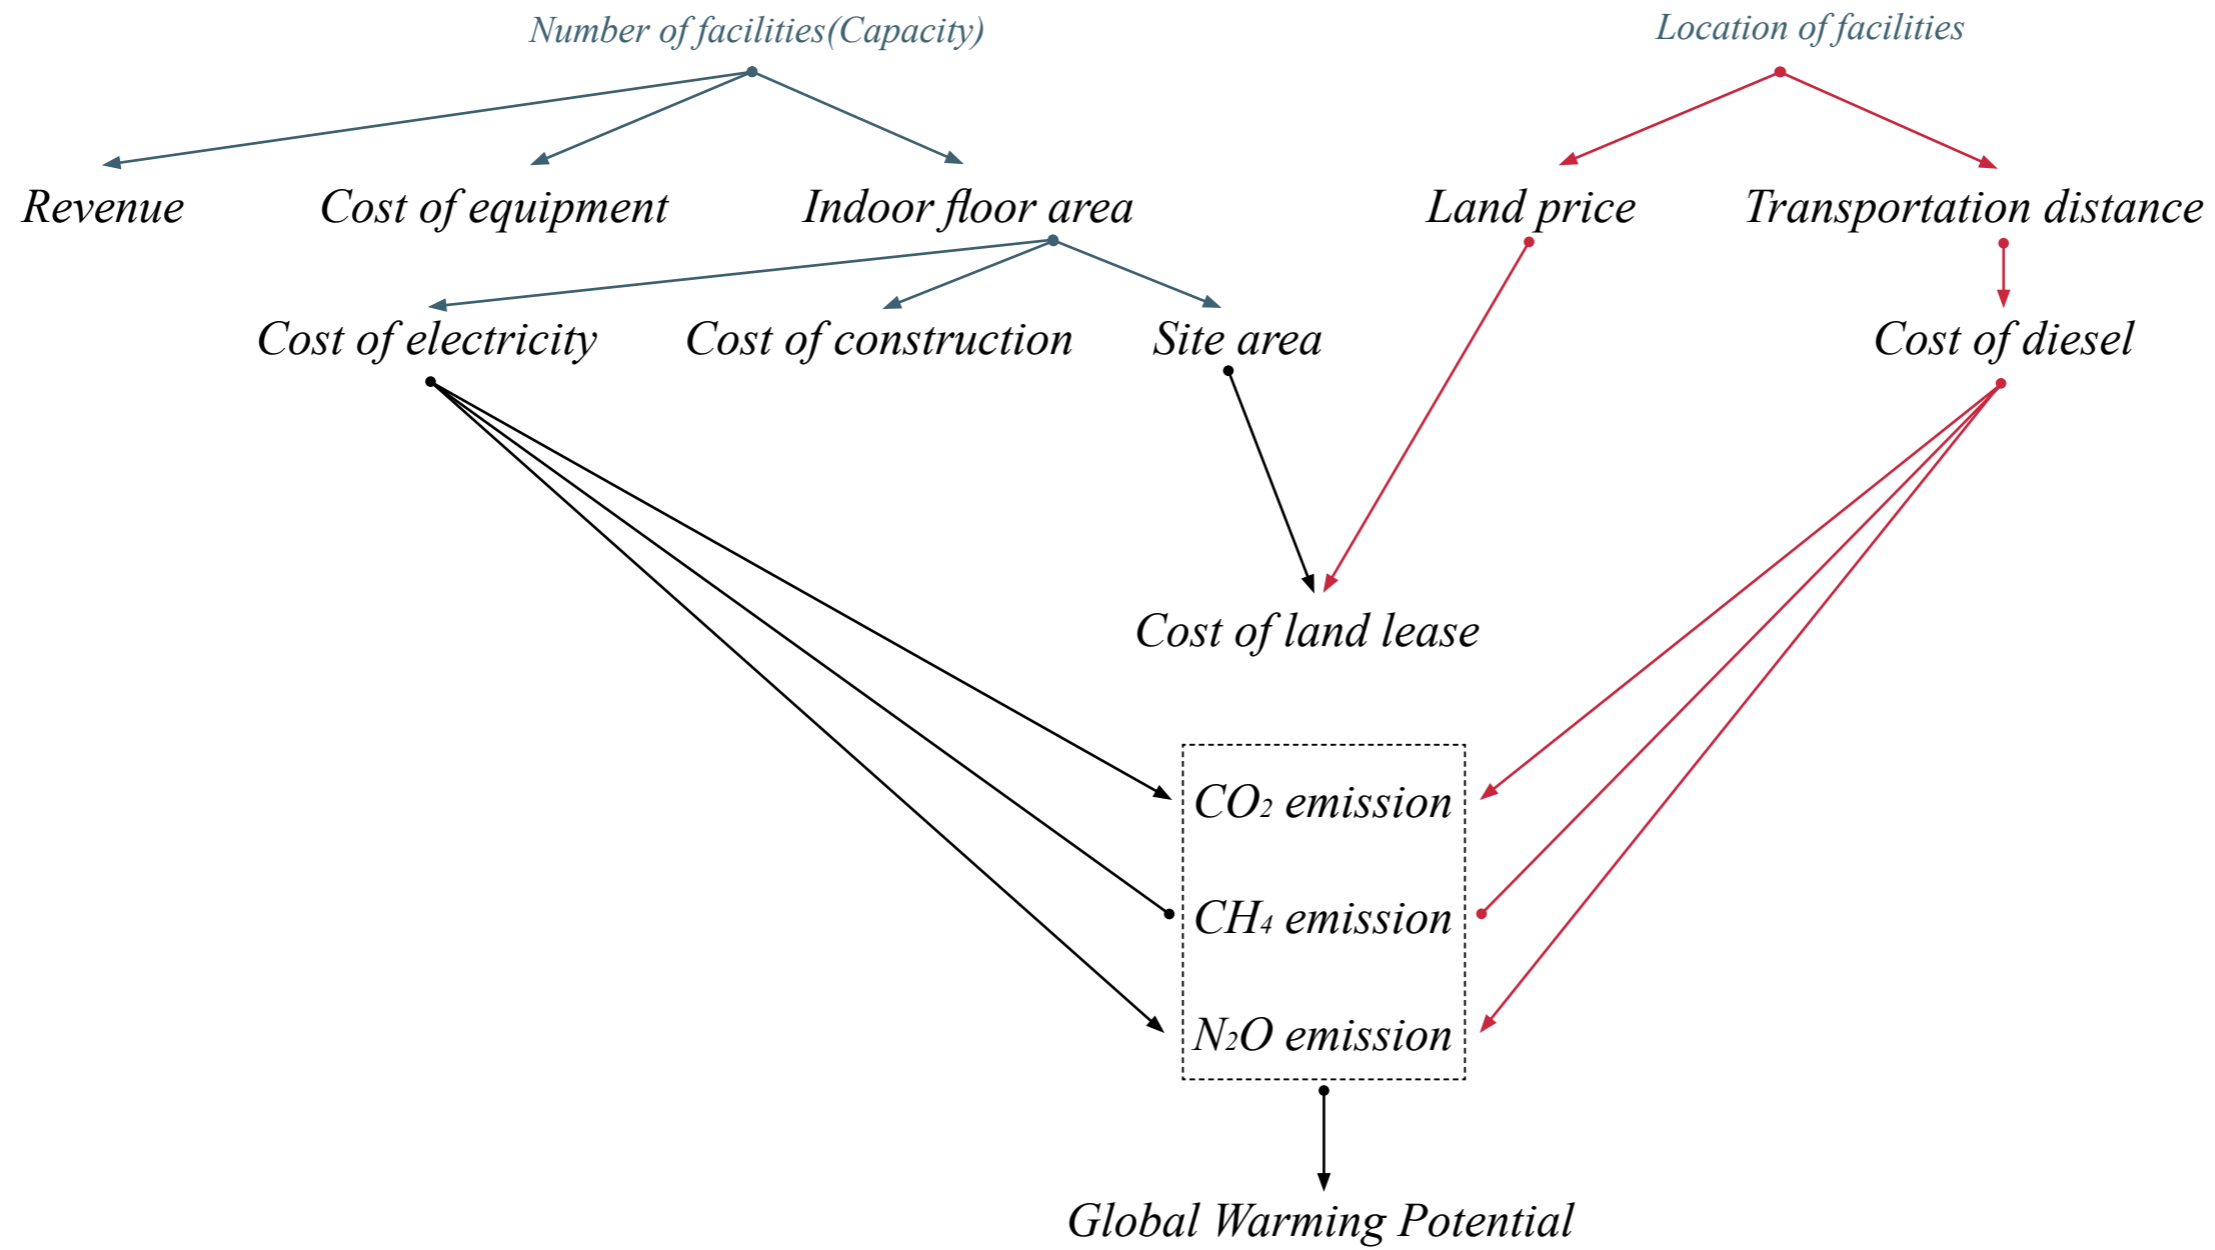 Number of facilities(Capacity)
Location of facilities
Revenue
Cost of equipment
Indoor floor area
Land price
Transportation distance
Cost of electricity
Cost of construction
Site area
Cost of diesel
Cost of land lease
CO₂ emission
CH₄ emission
N₂O emission
Global Warming Potential